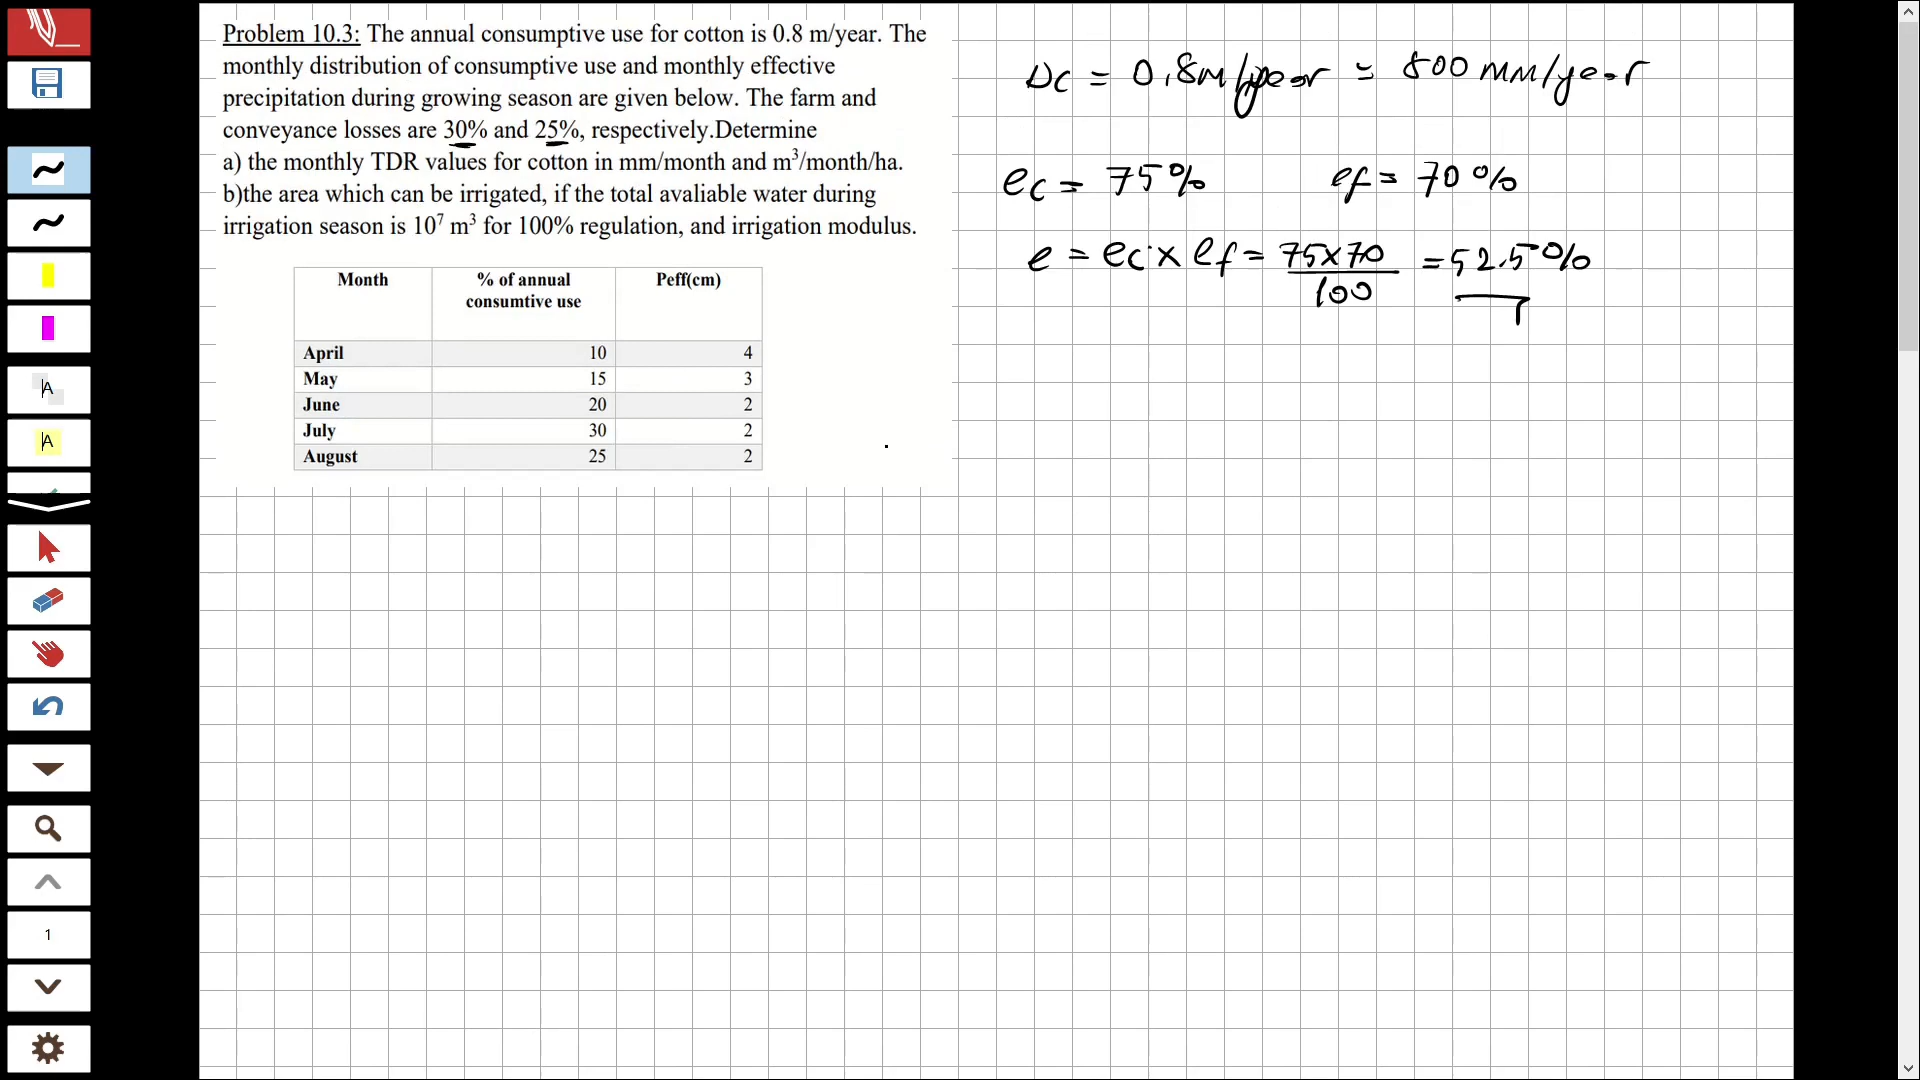 Problem 10.3: The annual consumptive use for cotton is 0.8 m/year. The
monthly distribution of consumptive use and monthly effective
precipitation during growing season are given below. The farm and
conveyance losses are 30% and 25%, respectively.Determine
a) the monthly TDR values for cotton in mm/month and m³/month/ha.
b)the area which can be irrigated, if the total avaliable water during
irrigation season is 10⁷ m³ for 100% regulation, and irrigation modulus.
Month % of annual consumtive use Peff(cm)
April 10 4
May 15 3
June 20 2
July 30 2
August 25 2
Dc = 0.8m/year = 800 mm/year
ec = 75% ef = 70%
e = ec x ef = 75x70/100 = 52.5%
A
A
1